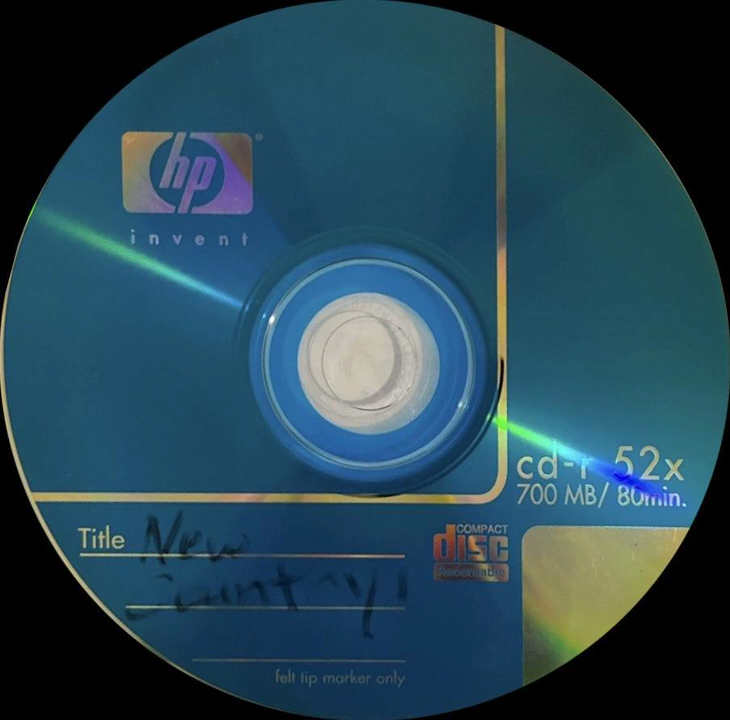 hp®
invent
cd-r 52x
700 MB/ 80min.
Title New
Country!
COMPACT
disc
Recordable
felt tip marker only